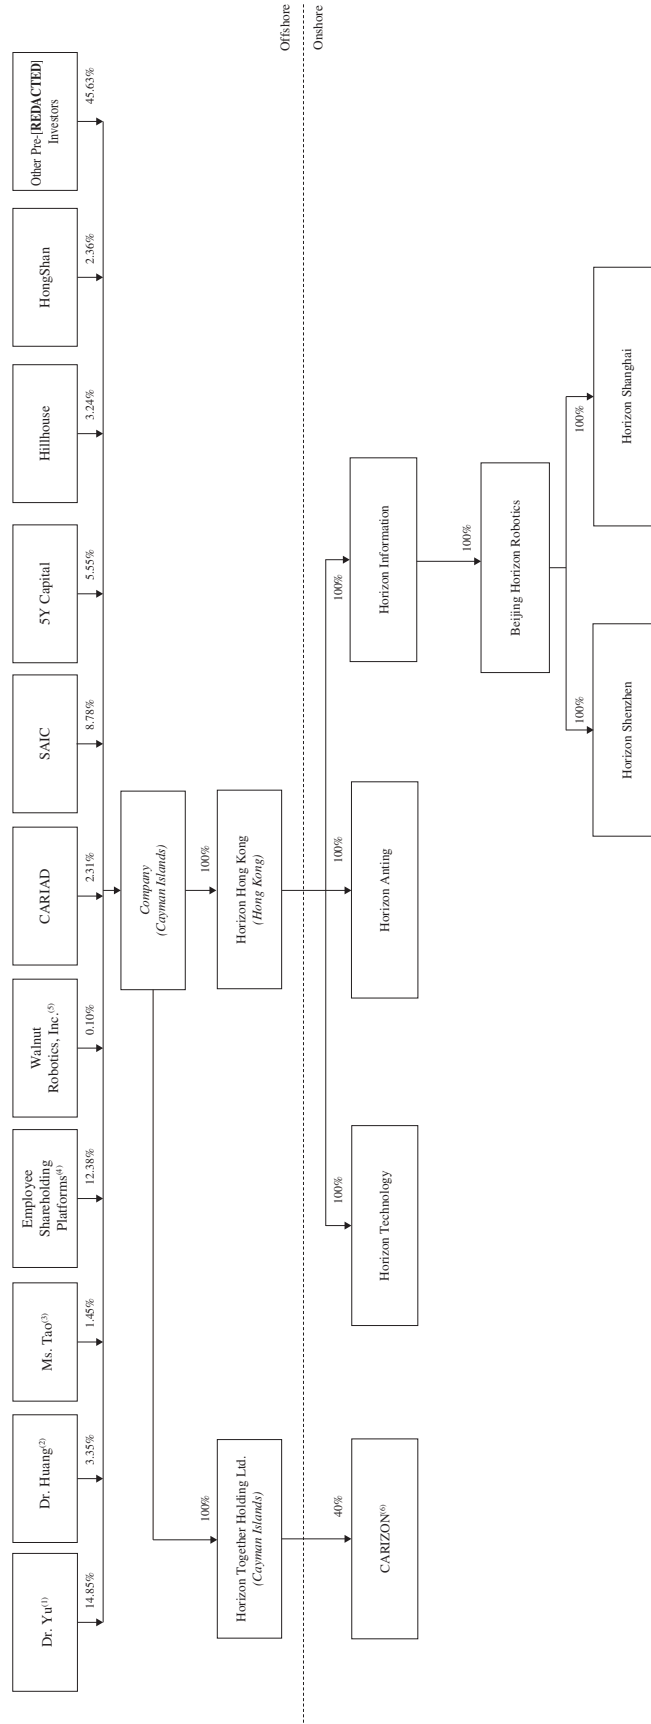 Dr. Yu(1)
Dr. Huang(2)
Ms. Tao(3)
Employee
Shareholding
Platforms(4)
Walnut
Robotics, Inc.(5)
CARIAD
SAIC
5Y Capital
Hillhouse
HongShan
Other Pre-[REDACTED]
Investors
14.85%
3.35%
1.45%
12.38%
0.10%
2.31%
8.78%
5.55%
3.24%
2.36%
45.63%
Company
(Cayman Islands)
100%
100%
Horizon Together Holding Ltd.
(Cayman Islands)
Horizon Hong Kong
(Hong Kong)
Offshore
Onshore
40%
100%
100%
100%
CARIZON(6)
Horizon Technology
Horizon Anting
Horizon Information
100%
Beijing Horizon Robotics
100%
100%
Horizon Shenzhen
Horizon Shanghai